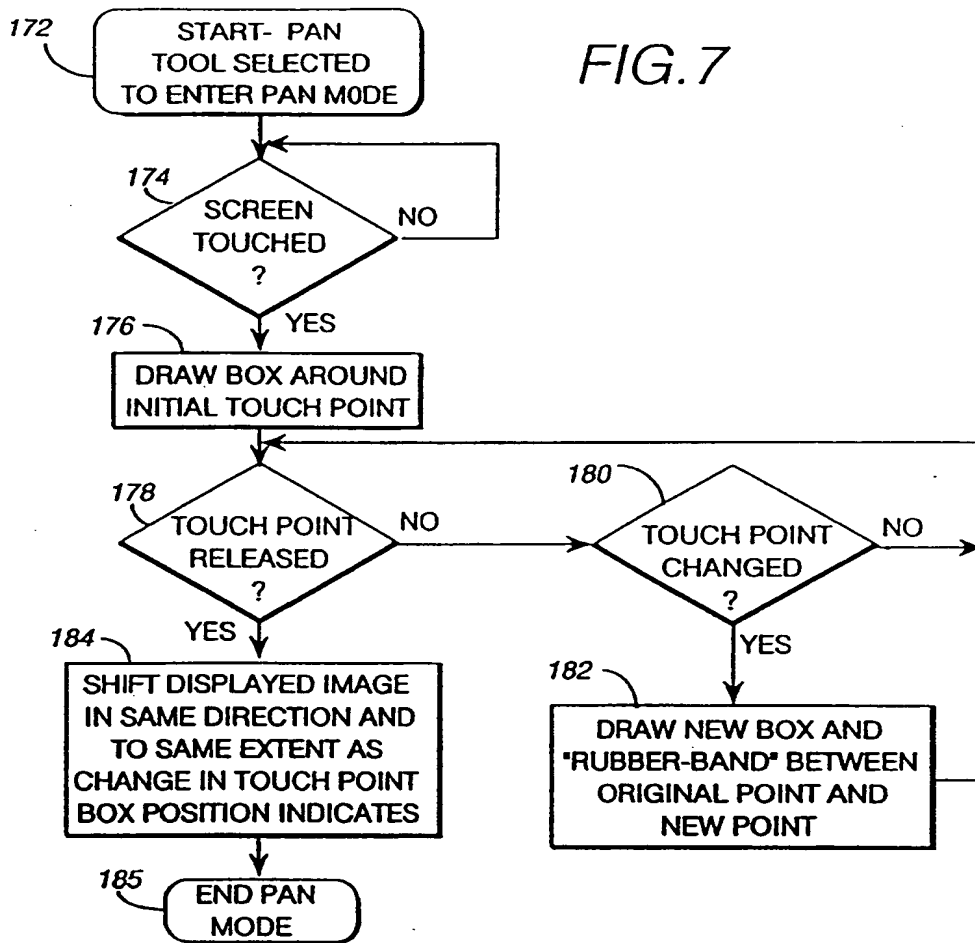 172
START- PAN
TOOL SELECTED
TO ENTER PAN MODE
FIG.7
174
SCREEN
TOUCHED
?
NO
YES
176
DRAW BOX AROUND
INITIAL TOUCH POINT
178
TOUCH POINT
RELEASED
?
NO
YES
180
TOUCH POINT
CHANGED
?
NO
YES
184
SHIFT DISPLAYED IMAGE
IN SAME DIRECTION AND
TO SAME EXTENT AS
CHANGE IN TOUCH POINT
BOX POSITION INDICATES
182
DRAW NEW BOX AND
"RUBBER-BAND" BETWEEN
ORIGINAL POINT AND
NEW POINT
185
END PAN
MODE